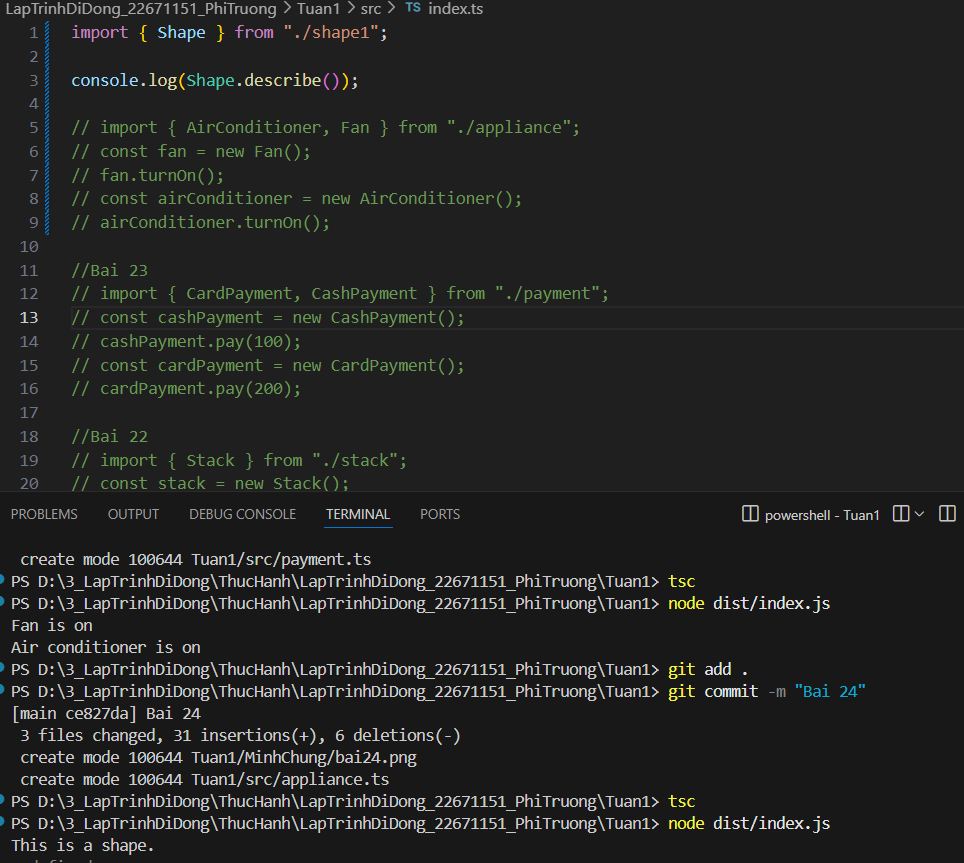 LapTrinhDiDong_22671151_PhiTruong > Tuan1 > src > TS index.ts
1 import { Shape } from "./shape1";
2
3 console.log(Shape.describe());
4
5 // import { AirConditioner, Fan } from "./appliance";
6 // const fan = new Fan();
7 // fan.turnOn();
8 // const airConditioner = new AirConditioner();
9 // airConditioner.turnOn();
10
11 //Bai 23
12 // import { CardPayment, CashPayment } from "./payment";
13 // const cashPayment = new CashPayment();
14 // cashPayment.pay(100);
15 // const cardPayment = new CardPayment();
16 // cardPayment.pay(200);
17
18 //Bai 22
19 // import { Stack } from "./stack";
20 // const stack = new Stack();
PROBLEMS OUTPUT DEBUG CONSOLE TERMINAL PORTS powershell - Tuan1
create mode 100644 Tuan1/src/payment.ts
PS D:\3_LapTrinhDiDong\ThucHanh\LapTrinhDiDong_22671151_PhiTruong\Tuan1> tsc
PS D:\3_LapTrinhDiDong\ThucHanh\LapTrinhDiDong_22671151_PhiTruong\Tuan1> node dist/index.js
Fan is on
Air conditioner is on
PS D:\3_LapTrinhDiDong\ThucHanh\LapTrinhDiDong_22671151_PhiTruong\Tuan1> git add .
PS D:\3_LapTrinhDiDong\ThucHanh\LapTrinhDiDong_22671151_PhiTruong\Tuan1> git commit -m "Bai 24"
[main ce827da] Bai 24
3 files changed, 31 insertions(+), 6 deletions(-)
create mode 100644 Tuan1/MinhChung/bai24.png
create mode 100644 Tuan1/src/appliance.ts
PS D:\3_LapTrinhDiDong\ThucHanh\LapTrinhDiDong_22671151_PhiTruong\Tuan1> tsc
PS D:\3_LapTrinhDiDong\ThucHanh\LapTrinhDiDong_22671151_PhiTruong\Tuan1> node dist/index.js
This is a shape.